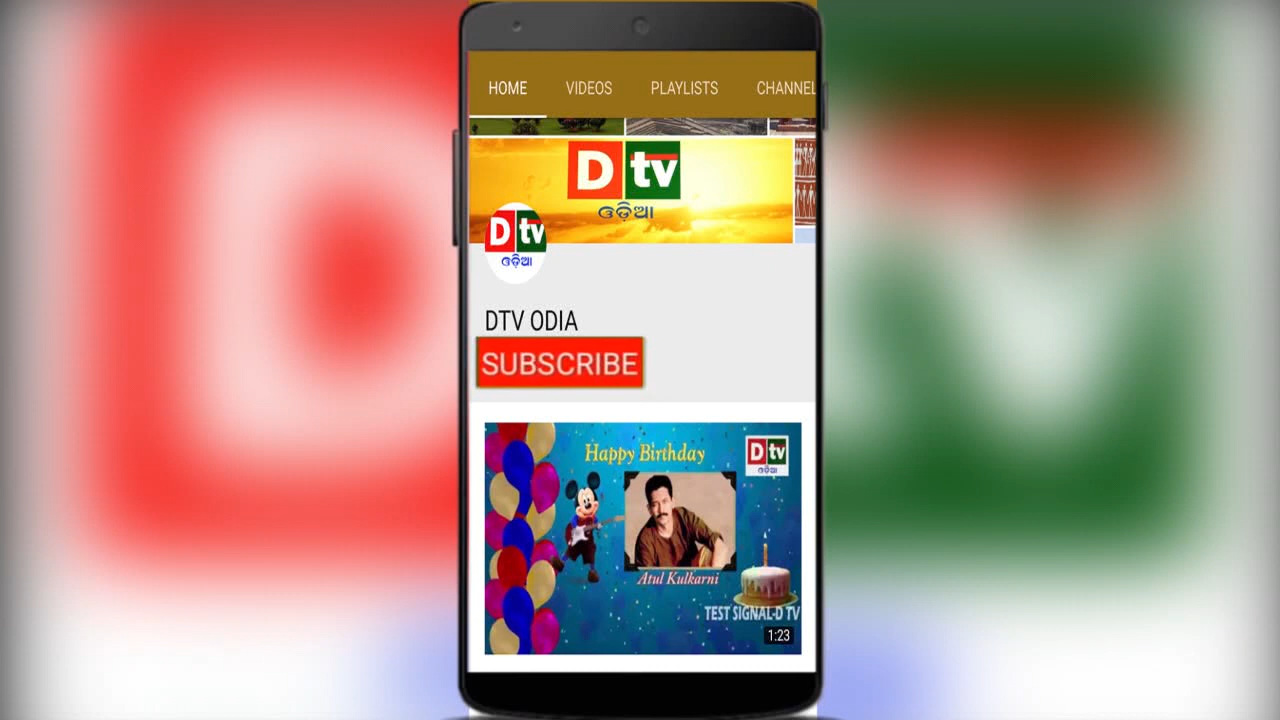 HOME VIDEOS PLAYLISTS CHANNEL
D tv
ଓଡ଼ିଆ
D tv
ଓଡ଼ିଆ
DTV ODIA
SUBSCRIBE
Happy Birthday
D tv
ଓଡ଼ିଆ
Atul Kulkarni
TEST SIGNAL-D TV
1:23